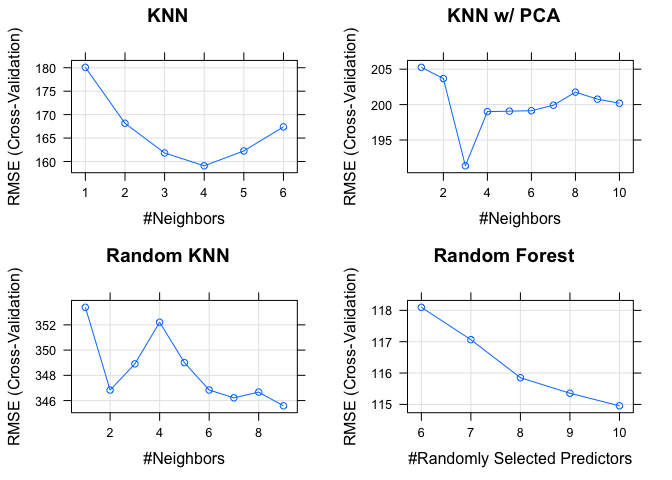 KNN
RMSE (Cross-Validation)
180
175
170
165
160
1 2 3 4 5 6
#Neighbors
KNN w/ PCA
RMSE (Cross-Validation)
205
200
195
2 4 6 8 10
#Neighbors
Random KNN
RMSE (Cross-Validation)
352
350
348
346
2 4 6 8
#Neighbors
Random Forest
RMSE (Cross-Validation)
118
117
116
115
6 7 8 9 10
#Randomly Selected Predictors